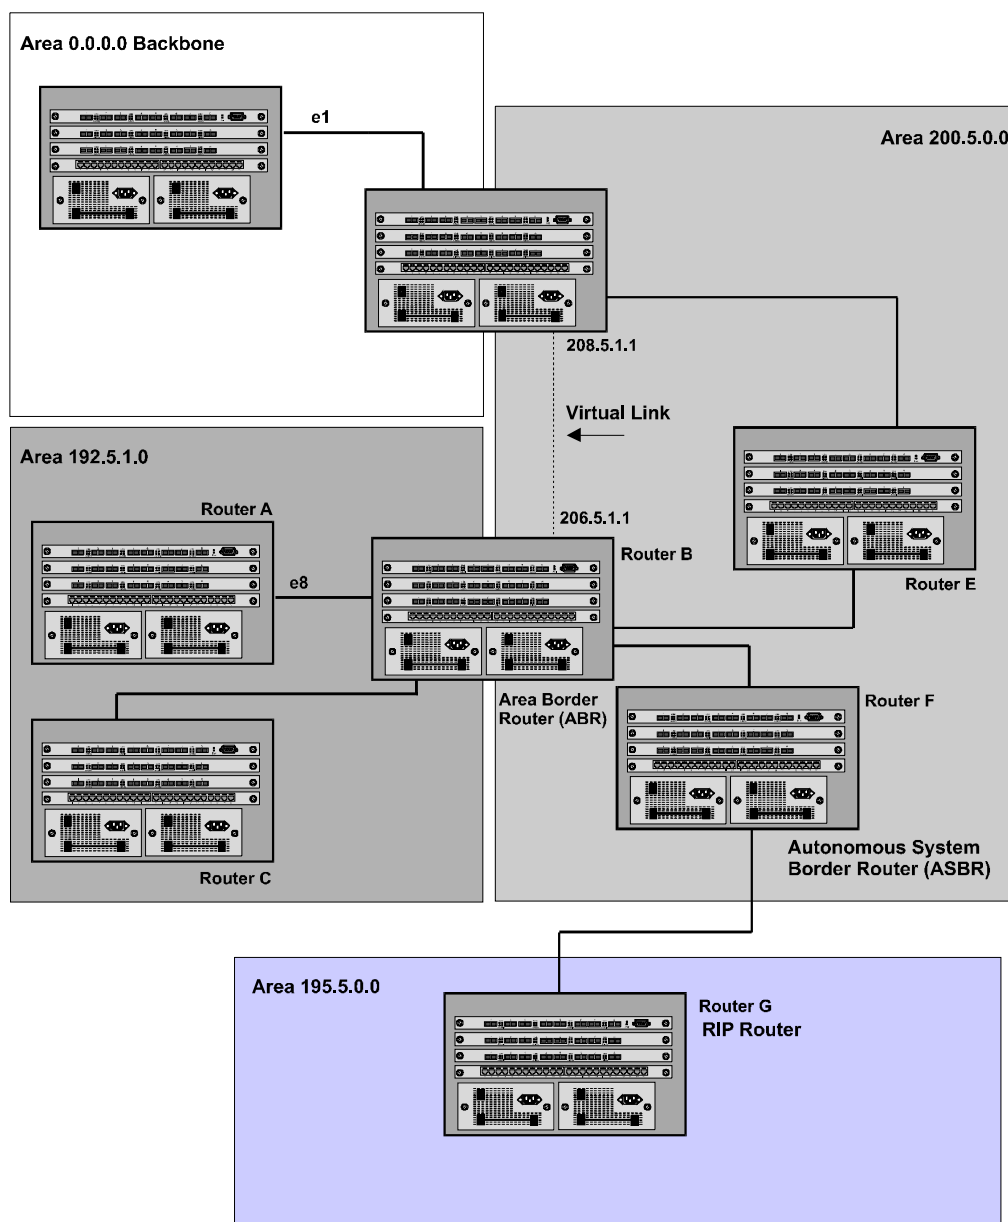 Area 0.0.0.0 Backbone
e1
Area 200.5.0.0
208.5.1.1
Virtual Link
Area 192.5.1.0
Router A
206.5.1.1
Router B
e8
Router E
Area Border
Router (ABR)
Router F
Router C
Autonomous System
Border Router (ASBR)
Area 195.5.0.0
Router G
RIP Router